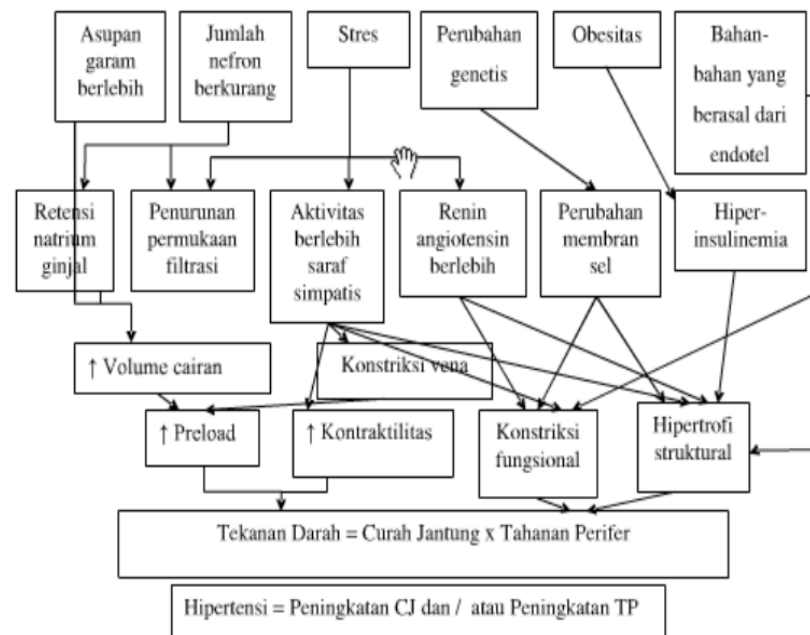 Asupan
garam
berlebih
Jumlah
nefron
berkurang
Stres
Perubahan
genetis
Obesitas
Bahan-
bahan yang
berasal dari
endotel
Retensi
natrium
ginjal
Penurunan
permukaan
filtrasi
Aktivitas
berlebih
saraf
simpatis
Renin
angiotensin
berlebih
Perubahan
membran
sel
Hiper-
insulinemia
↑ Volume cairan
Konstriksi vena
↑ Preload
↑ Kontraktilitas
Konstriksi
fungsional
Hipertrofi
struktural
Tekanan Darah = Curah Jantung x Tahanan Perifer
Hipertensi = Peningkatan CJ dan / atau Peningkatan TP